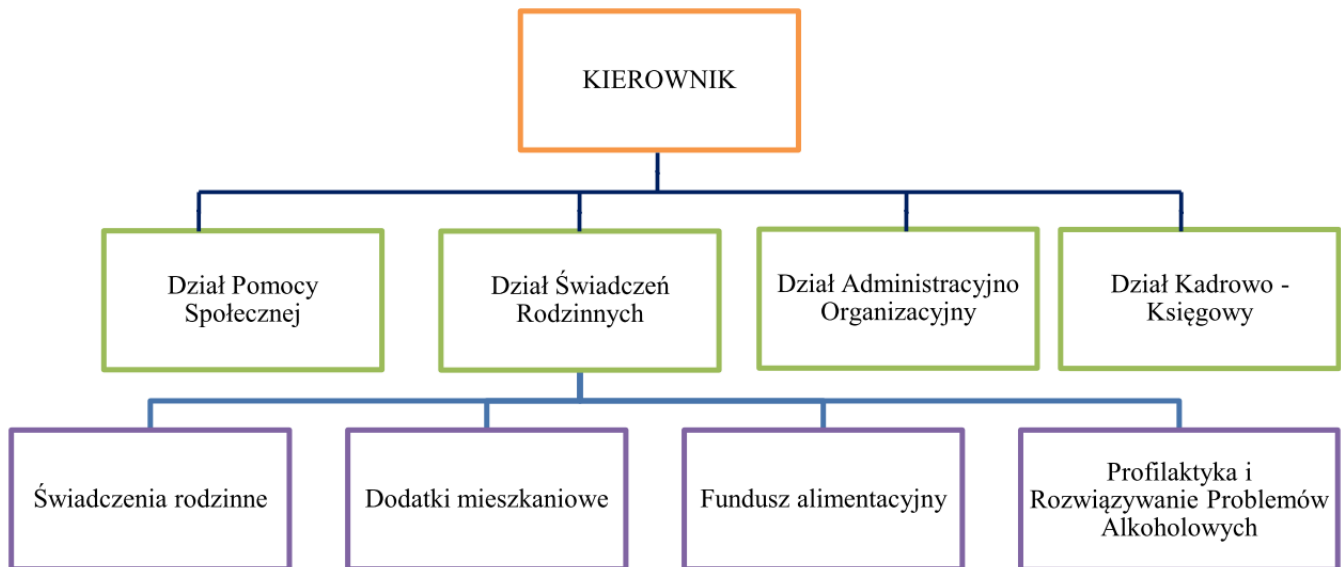 KIEROWNIK
Dział Pomocy
Społecznej
Dział Świadczeń
Rodzinnych
Dział Administracyjno
Organizacyjny
Dział Kadrowo -
Księgowy
Świadczenia rodzinne
Dodatki mieszkaniowe
Fundusz alimentacyjny
Profilaktyka i
Rozwiązywanie Problemów
Alkoholowych